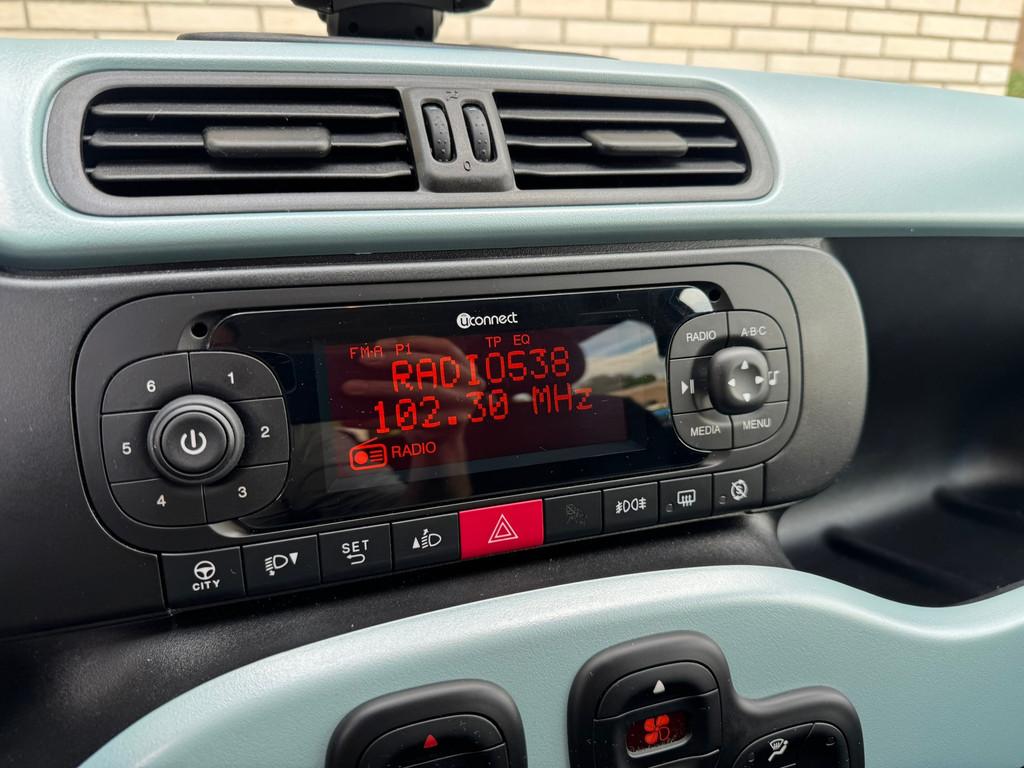 uconnect
FM-A P1 TP EQ
RADIO538
102.30 MHz
RADIO
6
1
5
2
4
3
RADIO
A·B·C
MEDIA
MENU
CITY
SET
0